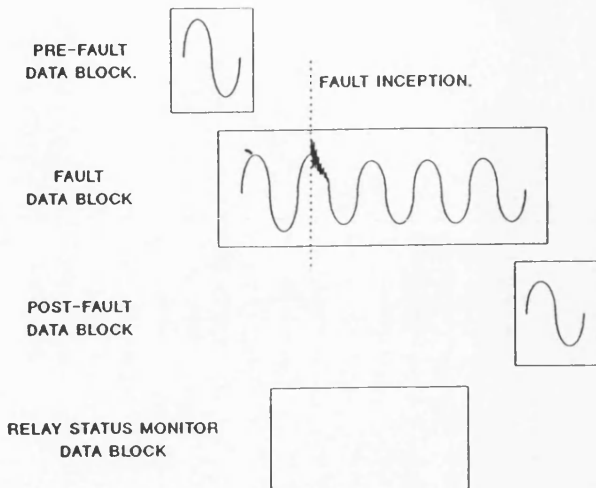 PRE-FAULT
DATA BLOCK.
FAULT INCEPTION.
FAULT
DATA BLOCK
POST-FAULT
DATA BLOCK
RELAY STATUS MONITOR
DATA BLOCK